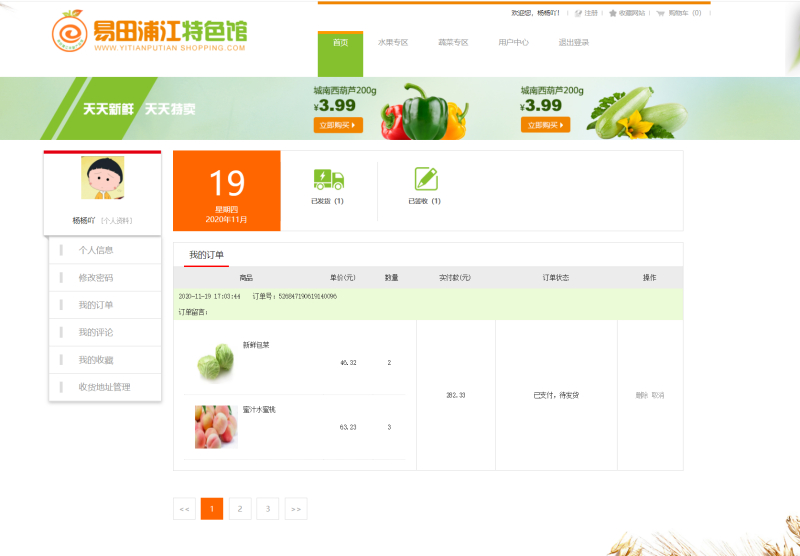 欢迎您，杨杨吖！ 注册 收藏网站 购物车（0）
易田浦江特色馆
WWW.YITIANPUTIAN SHOPPING.COM
首页 水果专区 蔬菜专区 用户中心 退出登录
天天新鲜 天天特卖
城南西葫芦200g
¥3.99
立即购买
城南西葫芦200g
¥3.99
立即购买
杨杨吖 [个人资料]
个人信息
修改密码
我的订单
我的评论
我的收藏
收货地址管理
19
星期四
2020年11月
已发货（1）
已签收（1）
我的订单
商品 单价(元) 数量 实付款(元) 订单状态 操作
2020-11-19 17:03:44 订单号：526847190619140096
订单留言：
新鲜包菜 46.32 2
蜜汁水蜜桃 63.23 3
282.33 已支付，待发货 删除 取消
<< 1 2 3 >>